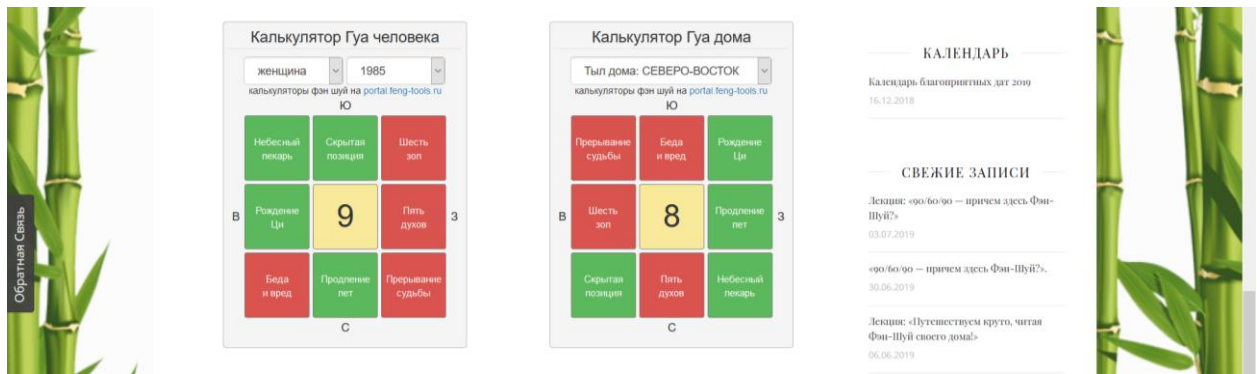 Обратная Связь
Калькулятор Гуа человека
женщина
1985
калькуляторы фэн шуй на portal.feng-tools.ru
Ю
Небесный
лекарь
Скрытая
позиция
Шесть
зол
В
Рождение
Ци
9
Пять
духов
З
Беда
и вред
Продление
лет
Прерывание
судьбы
С
Калькулятор Гуа дома
Тыл дома: СЕВЕРО-ВОСТОК
калькуляторы фэн шуй на portal.feng-tools.ru
Ю
Прерывание
судьбы
Беда
и вред
Рождение
Ци
В
Шесть
зол
8
Продление
лет
З
Скрытая
позиция
Пять
духов
Небесный
лекарь
С
КАЛЕНДАРЬ
Календарь благоприятных дат 2019
16.12.2018
СВЕЖИЕ ЗАПИСИ
Лекция: «90/60/90 — причем здесь Фэн-
Шуй?»
03.07.2019
«90/60/90 — причем здесь Фэн-Шуй?».
30.06.2019
Лекция: «Путешествуем круто, читая
Фэн-Шуй своего дома!»
06.06.2019